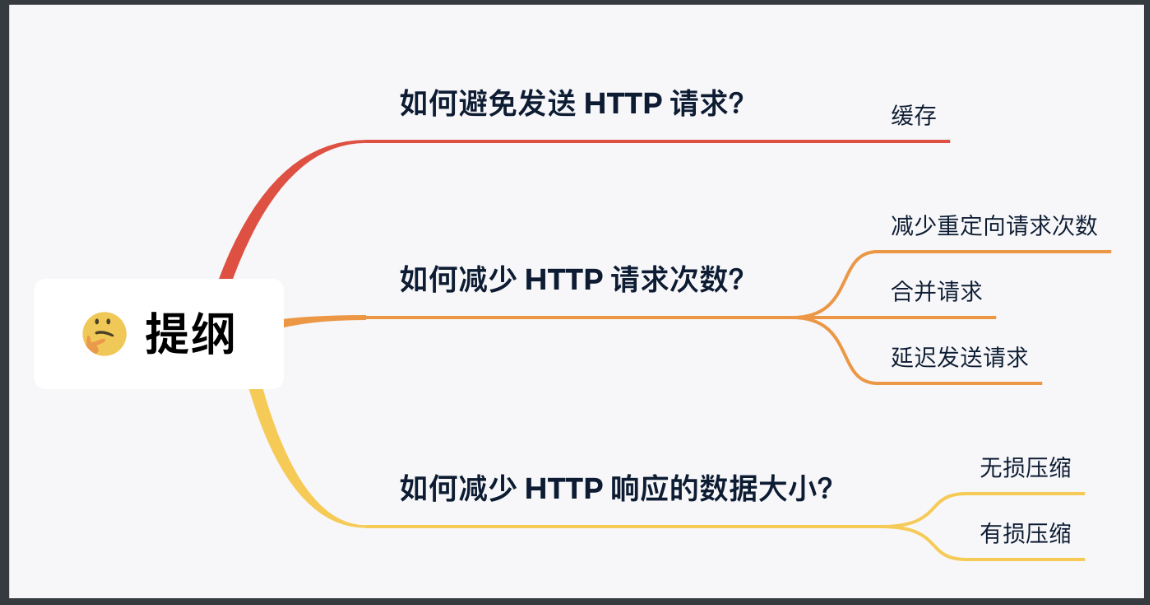 提纲
如何避免发送 HTTP 请求?
缓存
如何减少 HTTP 请求次数?
减少重定向请求次数
合并请求
延迟发送请求
如何减少 HTTP 响应的数据大小?
无损压缩
有损压缩